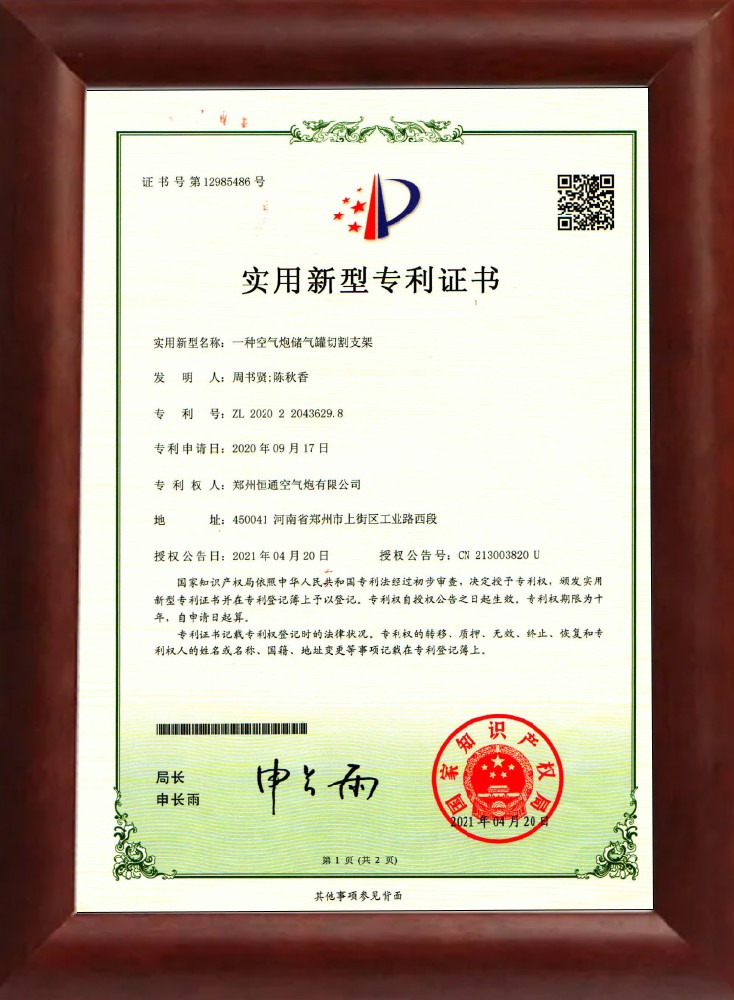 证书号第12985486号
实用新型专利证书
实用新型名称：一种空气炮储气罐切割支架
发明人：周书贤;陈秋香
专利号：ZL 2020 2 2043629.8
专利申请日：2020年09月17日
专利权人：郑州恒通空气炮有限公司
地址：450041 河南省郑州市上街区工业路西段
授权公告日：2021年04月20日 授权公告号：CN 213003820 U
国家知识产权局依照中华人民共和国专利法经过初步审查，决定授予专利权，颁发实用
新型专利证书并在专利登记簿上予以登记。专利权自授权公告之日起生效。专利权期限为十
年，自申请日起算。
专利证书记载专利权登记时的法律状况。专利权的转移、质押、无效、终止、恢复和专
利权人的姓名或名称、国籍、地址变更等事项记载在专利登记簿上。
局长
申长雨
申长雨
国家知识产权局
2021年04月20日
第1页(共2页)
其他事项参见背面